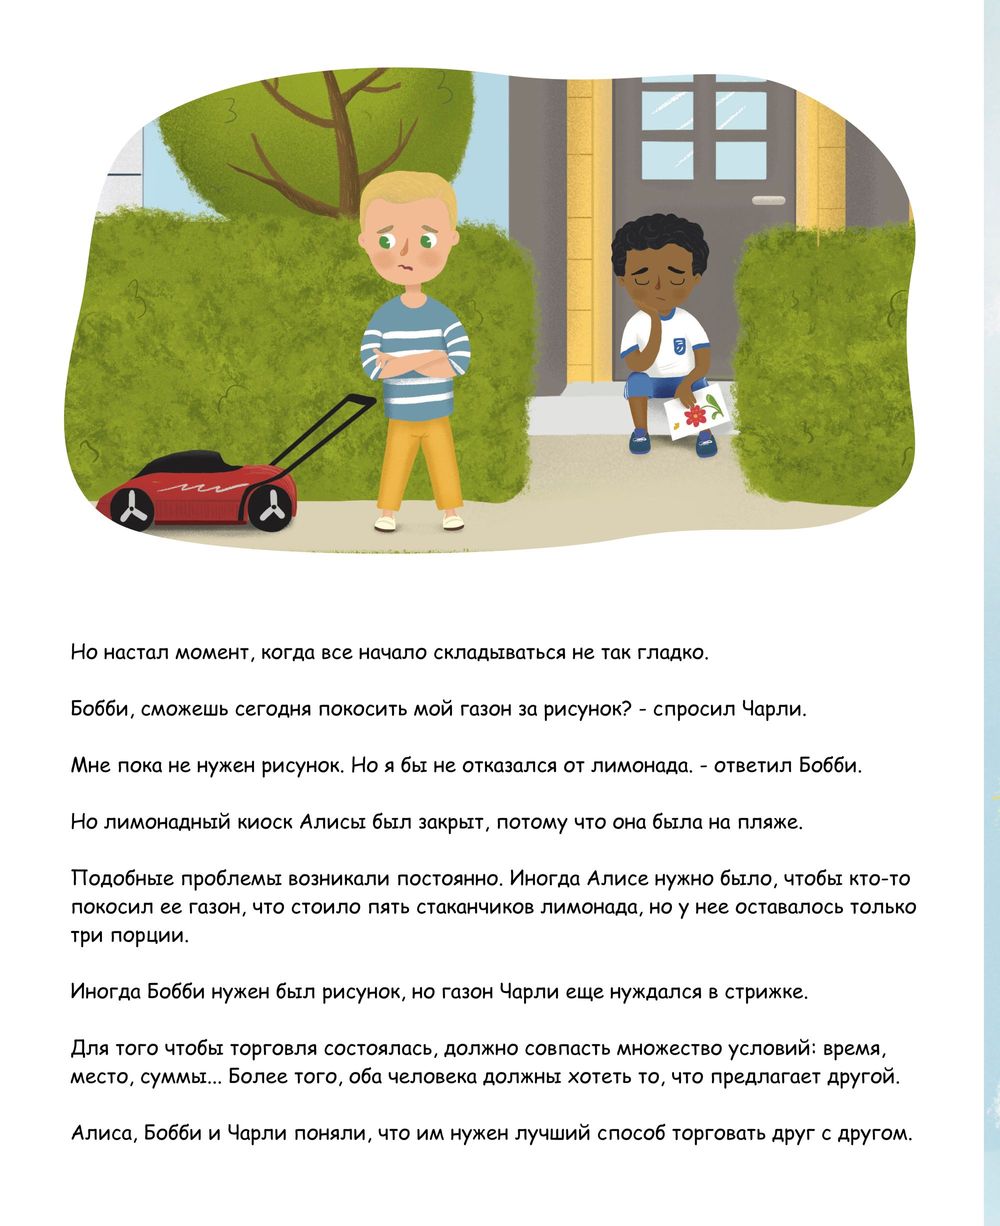 Но настал момент, когда все начало складываться не так гладко.
Бобби, сможешь сегодня покосить мой газон за рисунок? - спросил Чарли.
Мне пока не нужен рисунок. Но я бы не отказался от лимонада. - ответил Бобби.
Но лимонадный киоск Алисы был закрыт, потому что она была на пляже.
Подобные проблемы возникали постоянно. Иногда Алисе нужно было, чтобы кто-то
покосил ее газон, что стоило пять стаканчиков лимонада, но у нее оставалось только
три порции.
Иногда Бобби нужен был рисунок, но газон Чарли еще нуждался в стрижке.
Для того чтобы торговля состоялась, должно совпасть множество условий: время,
место, суммы... Более того, оба человека должны хотеть то, что предлагает другой.
Алиса, Бобби и Чарли поняли, что им нужен лучший способ торговать друг с другом.